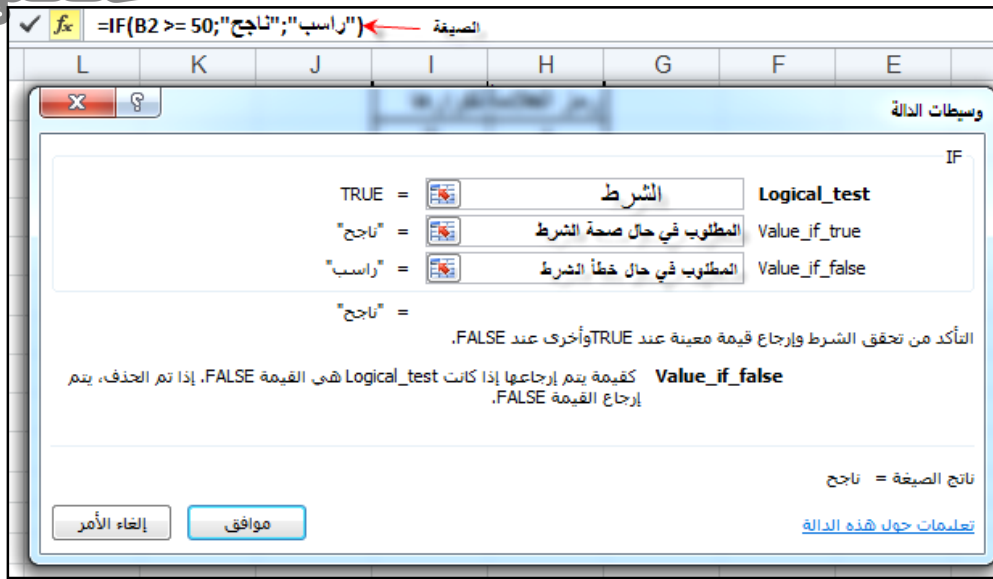 =IF(B2 >= 50;"ناجح";"راسب") الصيغة
L K J I H G F E
وسيطات الدالة
IF
Logical_test الشرط = TRUE
Value_if_true المطلوب في حال صحة الشرط = "ناجح"
Value_if_false المطلوب في حال خطأ الشرط = "راسب"
= "ناجح"
التأكد من تحقق الشرط وإرجاع قيمة معينة عند TRUEوأخرى عند FALSE.
Value_if_false كقيمة يتم إرجاعها إذا كانت Logical_test هي القيمة FALSE. إذا تم الحذف، يتم
إرجاع القيمة FALSE.
ناتج الصيغة = ناجح
تعليمات حول هذه الدالة
موافق
إلغاء الأمر